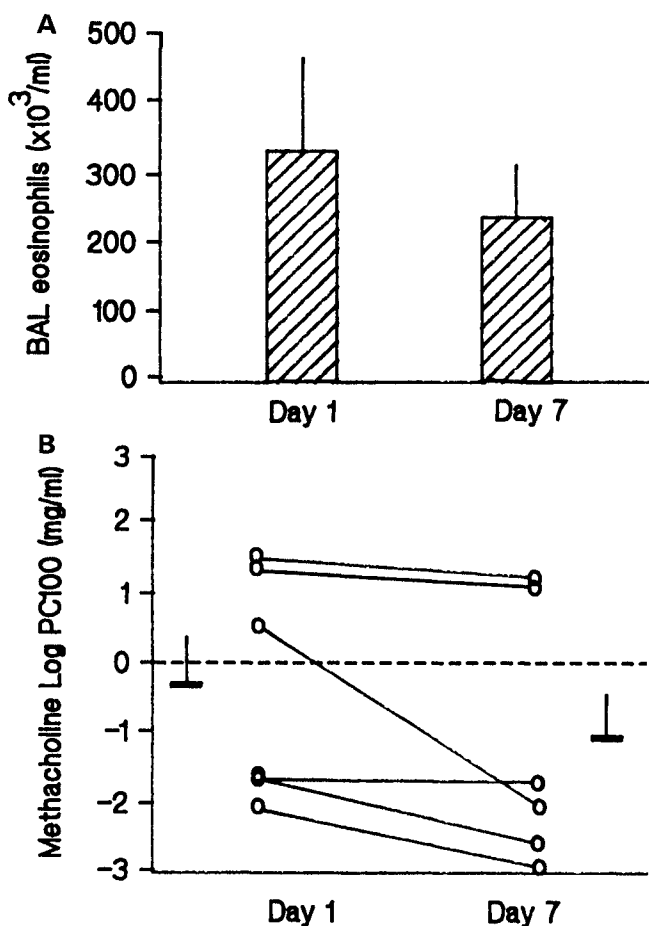 A
BAL eosinophils (x10³/ml)
500
400
300
200
100
0
Day 1 Day 7
B
Methacholine Log PC100 (mg/ml)
3
2
1
0
-1
-2
-3
Day 1 Day 7